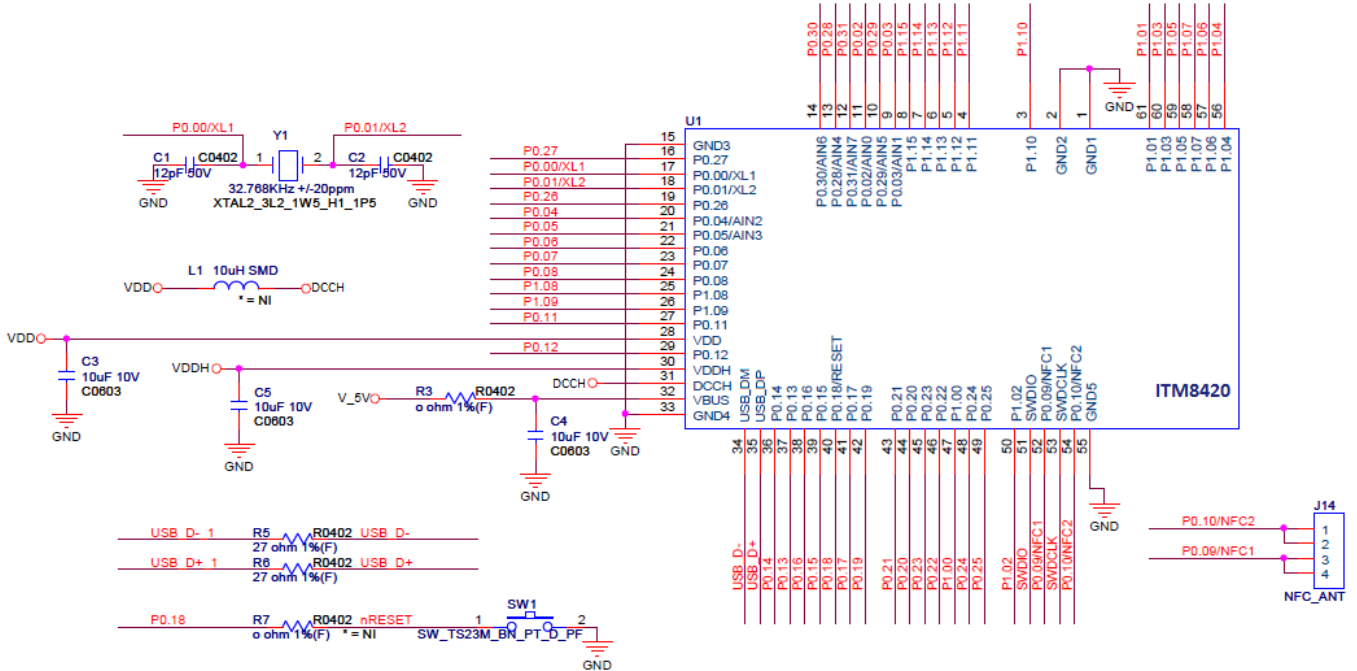 P0.30
P0.28
P0.31
P0.02
P0.29
P0.03
P1.15
P1.14
P1.13
P1.12
P1.11
P1.10
P1.01
P1.03
P1.05
P1.07
P1.06
P1.04
14
13
12
11
10
9
8
7
6
5
4
3
2
1
GND
61
60
59
58
57
56
U1
P0.30/AIN6
P0.28/AIN4
P0.31/AIN7
P0.02/AIN0
P0.29/AIN5
P0.03/AIN1
P1.15
P1.14
P1.13
P1.12
P1.11
P1.10
GND2
GND1
P1.01
P1.03
P1.05
P1.07
P1.06
P1.04
P0.00/XL1 Y1 P0.01/XL2
C1 C0402 1 2 C2 C0402
12pF 50V 12pF 50V
GND GND
32.768KHz +/-20ppm
XTAL2_3L2_1W5_H1_1P5
L1 10uH SMD
VDD DCCH
* = NI
15 GND3
P0.27 16 P0.27
P0.00/XL1 17 P0.00/XL1
P0.01/XL2 18 P0.01/XL2
P0.26 19 P0.26
P0.04 20 P0.04/AIN2
P0.05 21 P0.05/AIN3
P0.06 22 P0.06
P0.07 23 P0.07
P0.08 24 P0.08
P1.08 25 P1.08
P1.09 26 P1.09
P0.11 27 P0.11
VDD 28 VDD
P0.12 29 P0.12
VDDH 30 VDDH
DCCH 31 DCCH
V_5V R3 R0402 32 VBUS
o ohm 1%(F)
33 GND4
C3
10uF 10V
C0603
GND
C5
10uF 10V
C0603
GND
C4
10uF 10V
C0603
GND
GND
ITM8420
USB_DM
USB_DP
P0.14
P0.13
P0.16
P0.15
P0.18/RESET
P0.17
P0.19
P0.21
P0.20
P0.23
P0.22
P1.00
P0.24
P0.25
P1.02
SWDIO
P0.09/NFC1
SWDCLK
P0.10/NFC2
GND5
34
35
36
37
38
39
40
41
42
43
44
45
46
47
48
49
50
51
52
53
54
55
GND
USB_D-
USB_D+
P0.14
P0.13
P0.16
P0.15
P0.18
P0.17
P0.19
P0.21
P0.20
P0.23
P0.22
P1.00
P0.24
P0.25
P1.02
SWDIO
P0.09/NFC1
SWDCLK
P0.10/NFC2
USB_D-_1 R5 R0402 USB_D-
27 ohm 1%(F)
USB_D+_1 R6 R0402 USB_D+
27 ohm 1%(F)
P0.18 R7 R0402 nRESET 1 SW1 2
o ohm 1%(F) * = NI SW_TS23M_BN_PT_D_PF
GND
J14
P0.10/NFC2 1
2
P0.09/NFC1 3
4
NFC_ANT